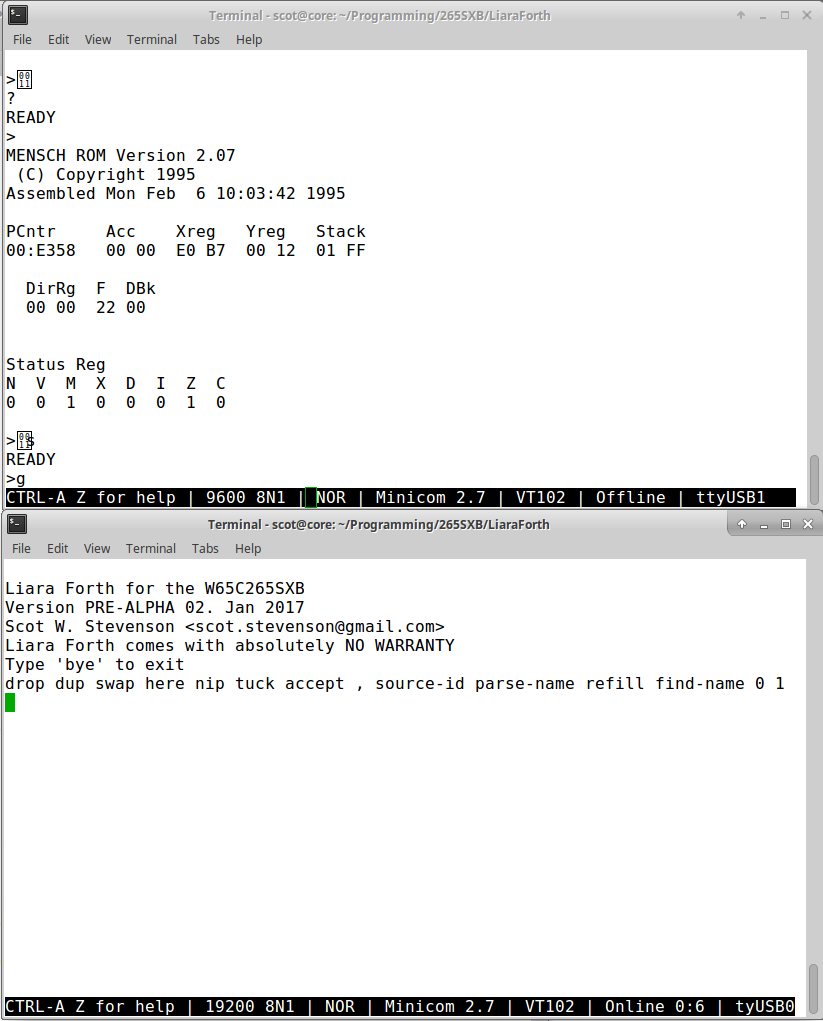 Terminal - scot@core: ~/Programming/265SXB/LiaraForth
File Edit View Terminal Tabs Help
>
?
READY
>
MENSCH ROM Version 2.07
(C) Copyright 1995
Assembled Mon Feb  6 10:03:42 1995
PCntr Acc Xreg Yreg Stack
00:E358 00 00 E0 B7 00 12 01 FF
DirRg F DBk
00 00 22 00
Status Reg
N V M X D I Z C
0 0 1 0 0 0 1 0
>s
READY
>g
CTRL-A Z for help | 9600 8N1 | NOR | Minicom 2.7 | VT102 | Offline | ttyUSB1
Terminal - scot@core: ~/Programming/265SXB/LiaraForth
File Edit View Terminal Tabs Help
Liara Forth for the W65C265SXB
Version PRE-ALPHA 02. Jan 2017
Scot W. Stevenson <scot.stevenson@gmail.com>
Liara Forth comes with absolutely NO WARRANTY
Type 'bye' to exit
drop dup swap here nip tuck accept , source-id parse-name refill find-name 0 1
CTRL-A Z for help | 19200 8N1 | NOR | Minicom 2.7 | VT102 | Online 0:6 | tyUSB0